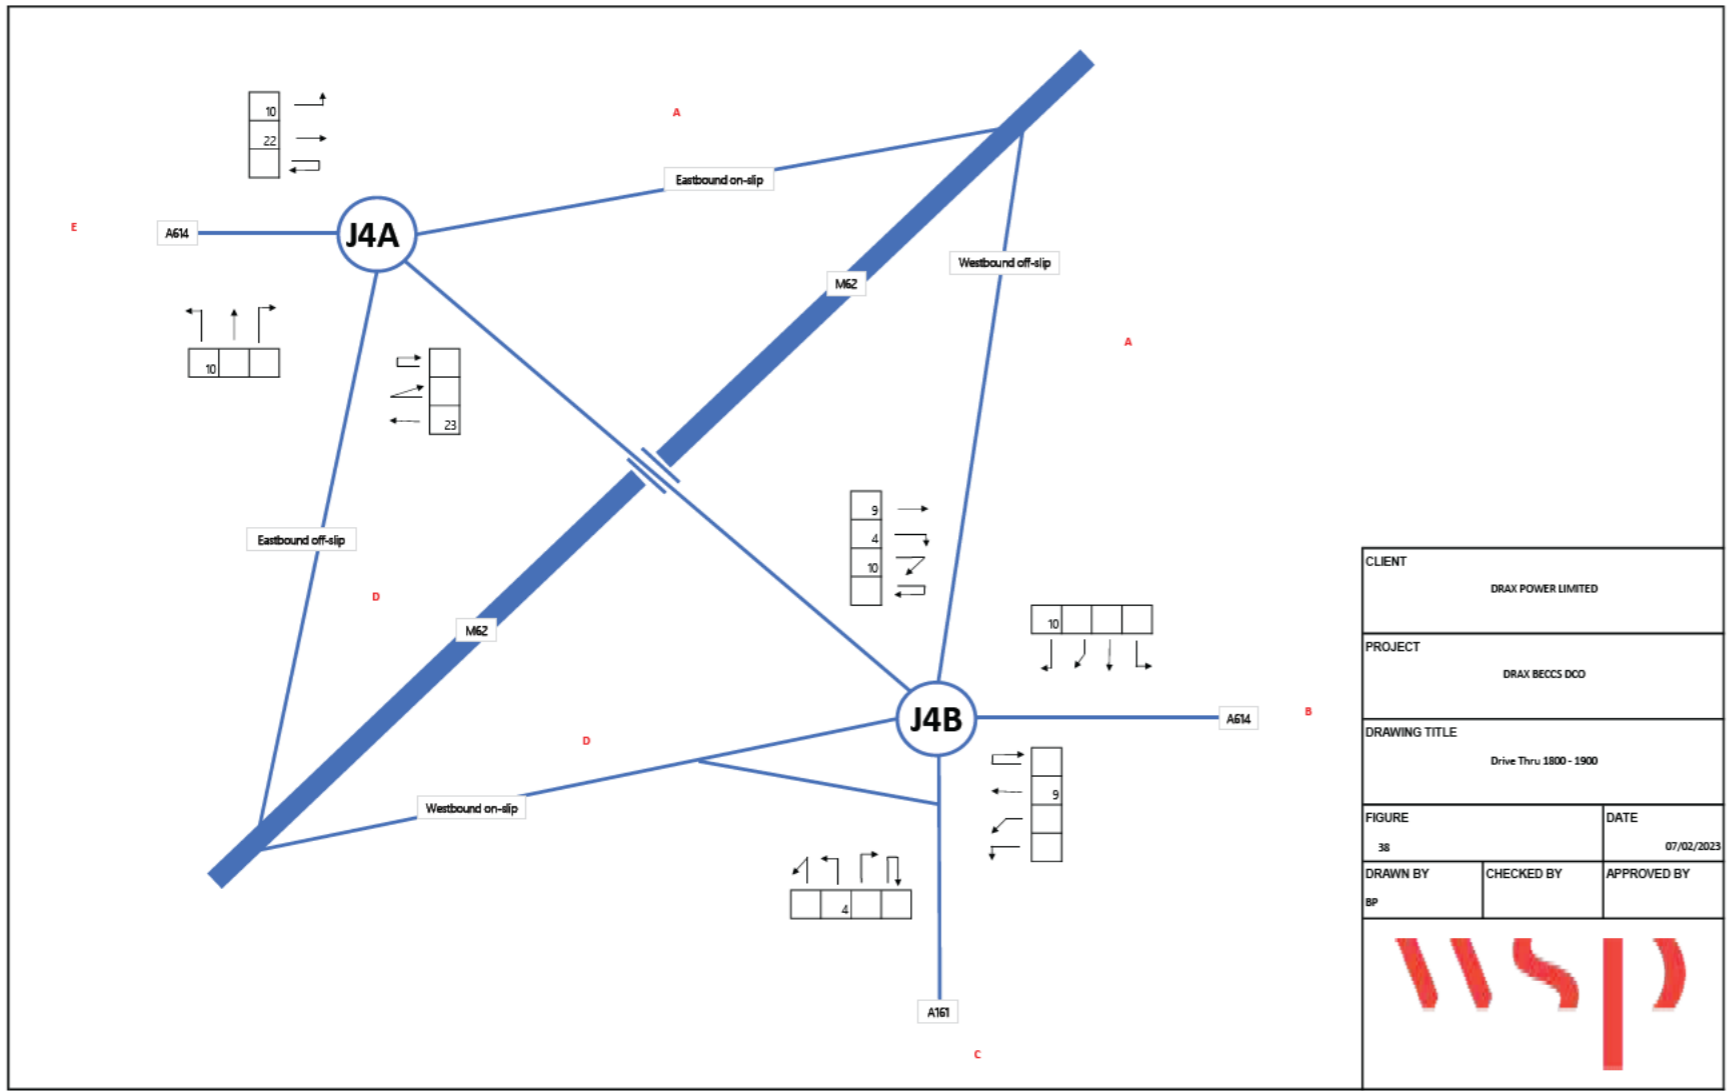 10
22
A
Eastbound on-slip
E
A614
J4A
Westbound off-slip
M62
A
10
23
9
4
10
Eastbound off-slip
D
M62
10
J4B
A614
B
D
Westbound on-slip
9
4
A161
C
CLIENT
DRAX POWER LIMITED
PROJECT
DRAX BECCS DCO
DRAWING TITLE
Drive Thru 1800 - 1900
FIGURE
38
DATE
07/02/2023
DRAWN BY
BP
CHECKED BY
APPROVED BY
wsp